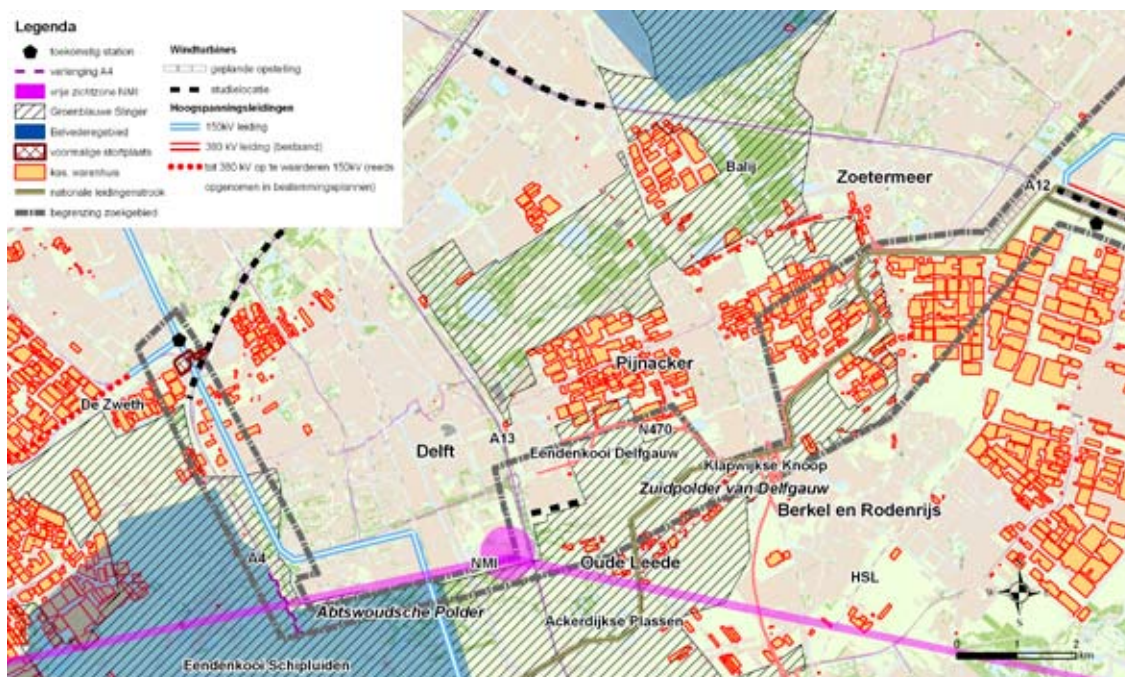 Legenda
toekomstig station
verlenging A4
vrije zichtzone NMI
Groenblauwe Slinger
Belvederegebied
voormalige stortplaats
kas, warenhuis
nationale leidingenstrook
begrenzing zoekgebied
Windturbines
geplande opstelling
studielocatie
Hoogspanningsleidingen
150kV leiding
380 kV leiding (bestaand)
tot 380 kV op te waarderen 150kV (reeds
opgenomen in bestemmingsplannen)
Balij
Zoetermeer
A12
Pijnacker
De Zweth
Delft
A13
N470
Eendenkooi Delfgauw
Klapwijkse Knoop
Zuidpolder van Delfgauw
Berkel en Rodenrijs
A4
NMI
Oude Leede
HSL
Abtswoudsche Polder
Ackerdijkse Plassen
Eendenkooi Schipluiden
S
0 1 2
km